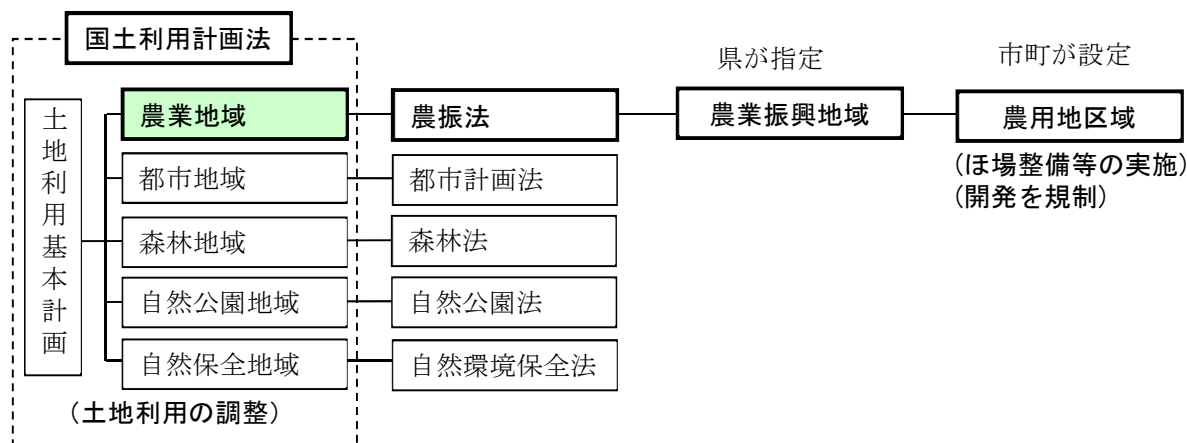 国土利用計画法
県が指定
市町が設定
土地利用基本計画
農業地域
農振法
農業振興地域
農用地区域
(ほ場整備等の実施)
(開発を規制)
都市地域
都市計画法
森林地域
森林法
自然公園地域
自然公園法
自然保全地域
自然環境保全法
(土地利用の調整)